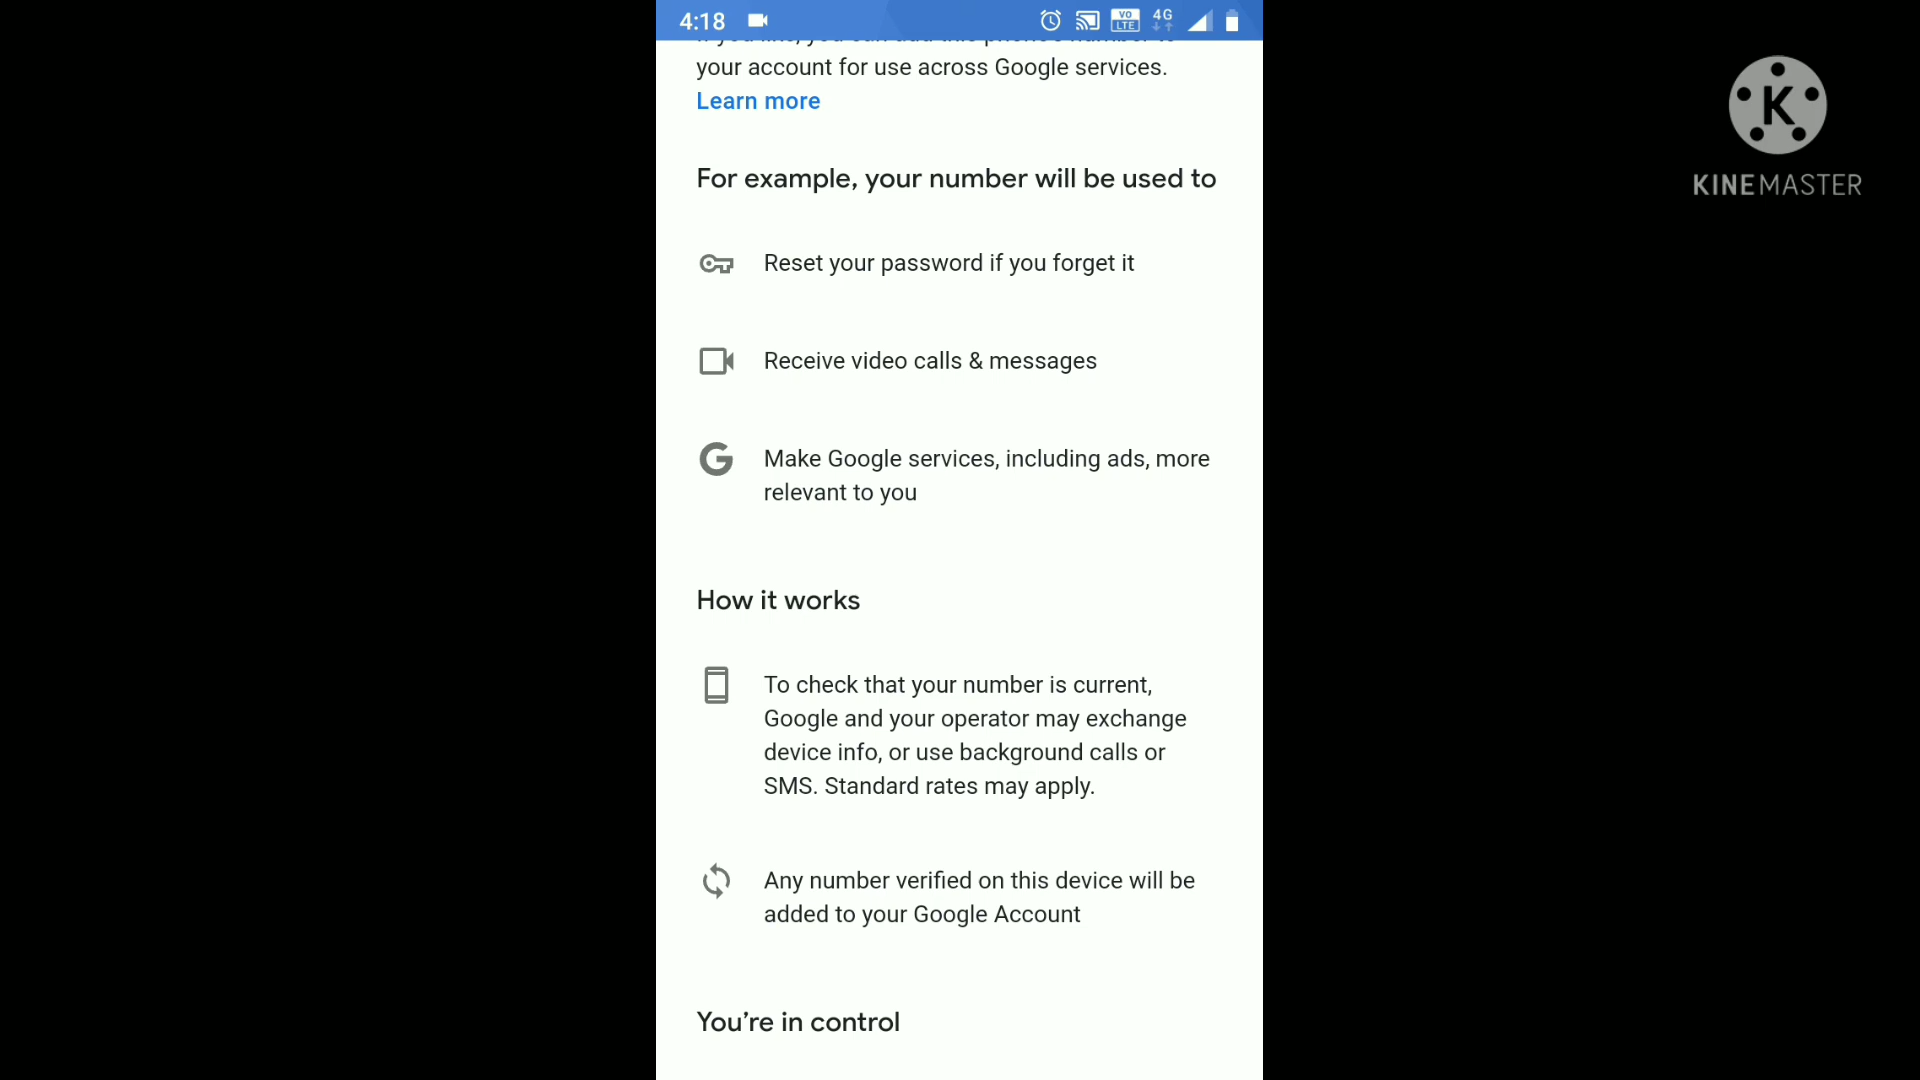 4:18
VO
LTE
4G
your account for use across Google services.
Learn more
For example, your number will be used to
Reset your password if you forget it
Receive video calls & messages
Make Google services, including ads, more
relevant to you
How it works
To check that your number is current,
Google and your operator may exchange
device info, or use background calls or
SMS. Standard rates may apply.
Any number verified on this device will be
added to your Google Account
You’re in control
K
KINEMASTER